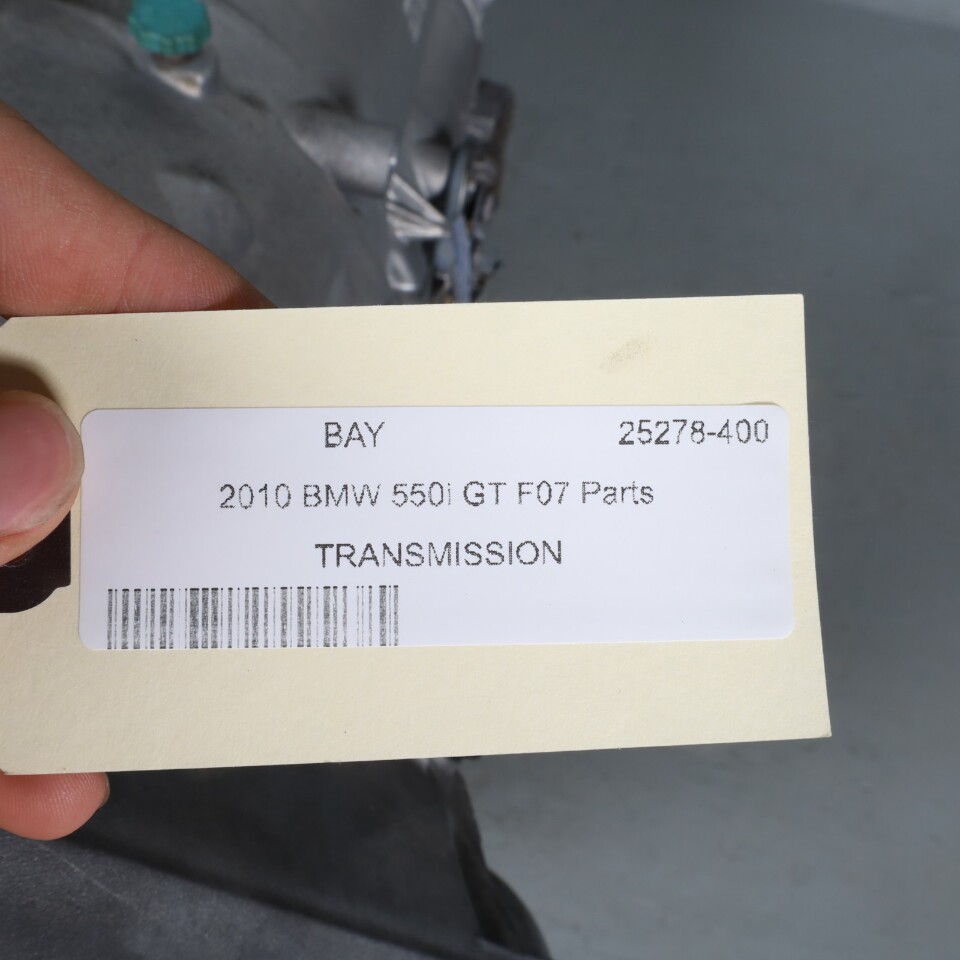 BAY 25278-400
2010 BMW 550i GT F07 Parts
TRANSMISSION